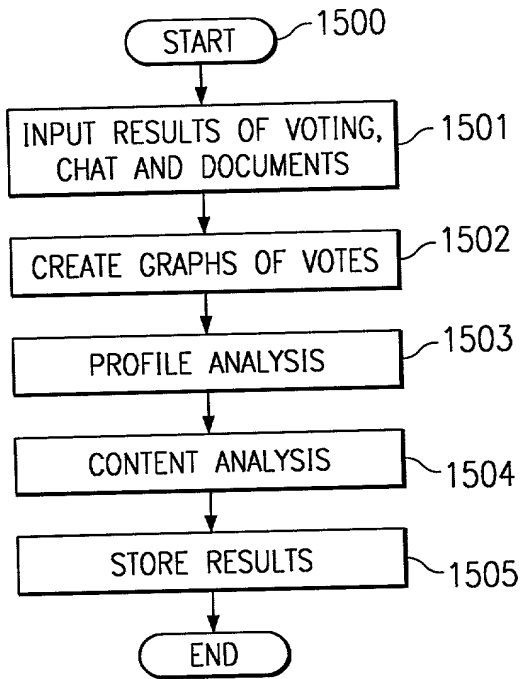 START
1500
INPUT RESULTS OF VOTING,
CHAT AND DOCUMENTS
1501
CREATE GRAPHS OF VOTES
1502
PROFILE ANALYSIS
1503
CONTENT ANALYSIS
1504
STORE RESULTS
1505
END